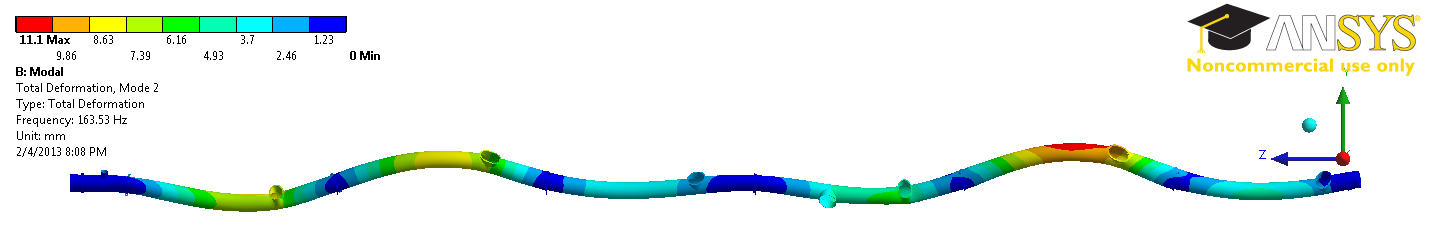 11.1 Max 8.63 6.16 3.7 1.23
9.86 7.39 4.93 2.46 0 Min
B: Modal
Total Deformation, Mode 2
Type: Total Deformation
Frequency: 163.53 Hz
Unit: mm
2/4/2013 8:08 PM
ANSYS
Noncommercial use only
Y
Z